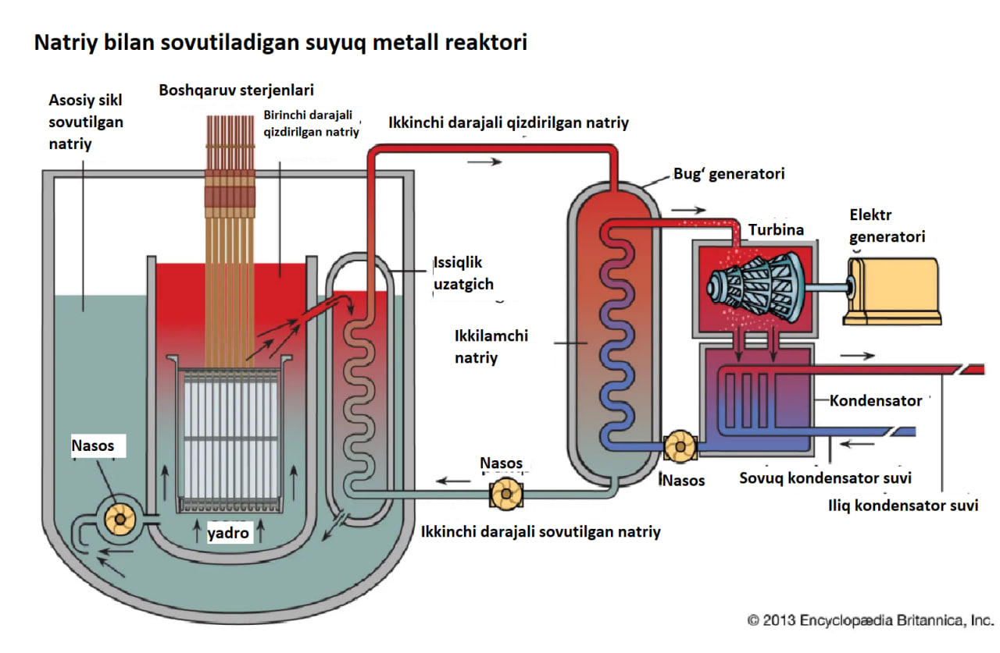 Natriy bilan sovutiladigan suyuq metall reaktori
Boshqaruv sterjenlari
Asosiy sikl
sovutilgan
natriy
Birinchi darajali
qizdirilgan natriy
Ikkinchi darajali qizdirilgan natriy
Bug‘ generatori
Turbina
Elektr
generatori
Issiqlik
uzatgich
Ikkilamchi
natriy
Kondensator
Nasos
Nasos
Nasos
Sovuq kondensator suvi
Iliq kondensator suvi
yadro
Ikkinchi darajali sovutilgan natriy
© 2013 Encyclopædia Britannica, Inc.